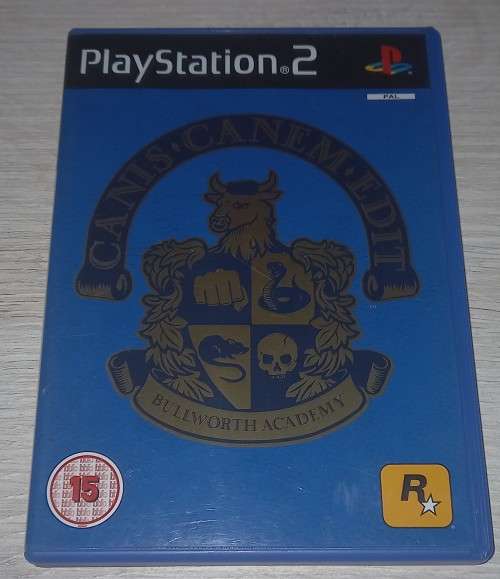 PlayStation®2
PAL
CANIS·CANEM·EDIT
BULLWORTH ACADEMY
15
R